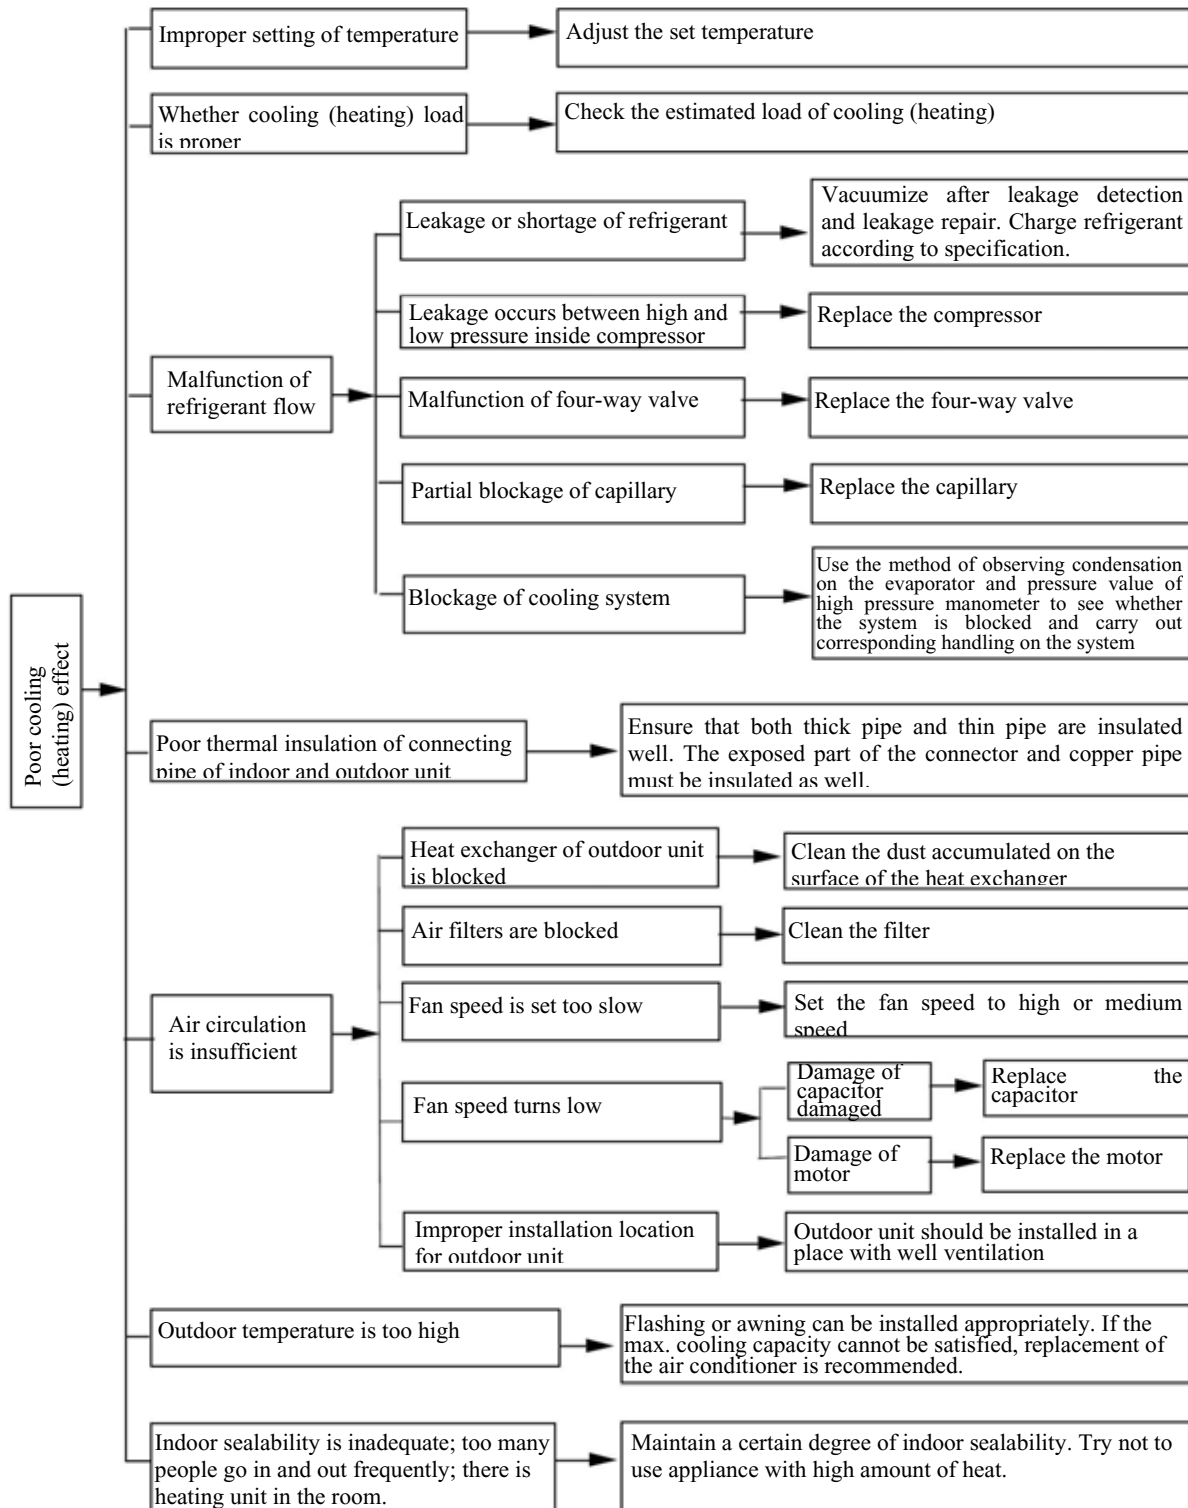 Improper setting of temperature
Adjust the set temperature
Whether cooling (heating) load
is proper
Check the estimated load of cooling (heating)
Leakage or shortage of refrigerant
Vacuumize after leakage detection
and leakage repair. Charge refrigerant
according to specification.
Leakage occurs between high and
low pressure inside compressor
Replace the compressor
Malfunction of
refrigerant flow
Malfunction of four-way valve
Replace the four-way valve
Partial blockage of capillary
Replace the capillary
Blockage of cooling system
Use the method of observing condensation
on the evaporator and pressure value of
high pressure manometer to see whether
the system is blocked and carry out
corresponding handling on the system
Poor cooling
(heating) effect
Poor thermal insulation of connecting
pipe of indoor and outdoor unit
Ensure that both thick pipe and thin pipe are insulated
well. The exposed part of the connector and copper pipe
must be insulated as well.
Heat exchanger of outdoor unit
is blocked
Clean the dust accumulated on the
surface of the heat exchanger
Air filters are blocked
Clean the filter
Air circulation
is insufficient
Fan speed is set too slow
Set the fan speed to high or medium
speed
Fan speed turns low
Damage of
capacitor
damaged
Replace the
capacitor
Damage of
motor
Replace the motor
Improper installation location
for outdoor unit
Outdoor unit should be installed in a
place with well ventilation
Outdoor temperature is too high
Flashing or awning can be installed appropriately. If the
max. cooling capacity cannot be satisfied, replacement of
the air conditioner is recommended.
Indoor sealability is inadequate; too many
people go in and out frequently; there is
heating unit in the room.
Maintain a certain degree of indoor sealability. Try not to
use appliance with high amount of heat.